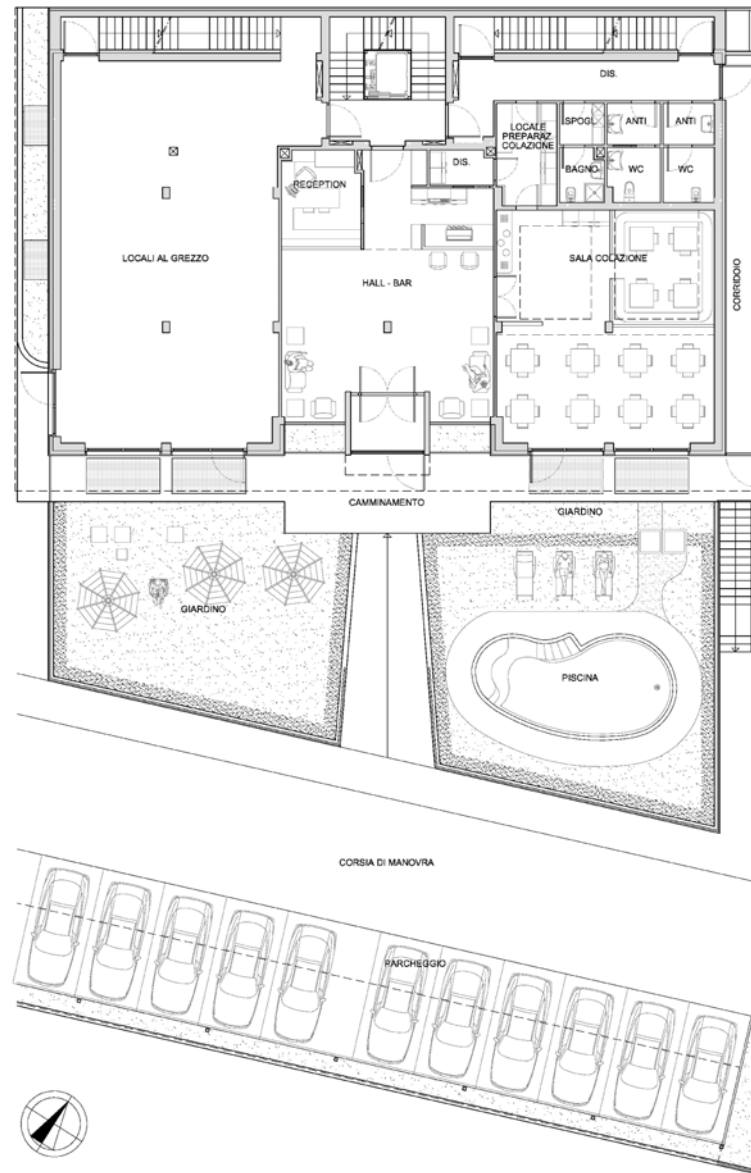 DIS.
LOCALE
PREPARAZ
COLAZIONE
SPOGL
ANTI
ANTI
DIS.
RECEPTION
BAGNO
WC
WC
LOCALI AL GREZZO
HALL - BAR
SALA COLAZIONE
CORRIDOIO
CAMMINAMENTO
GIARDINO
GIARDINO
PISCINA
CORSIA DI MANOVRA
PARCHEGGIO